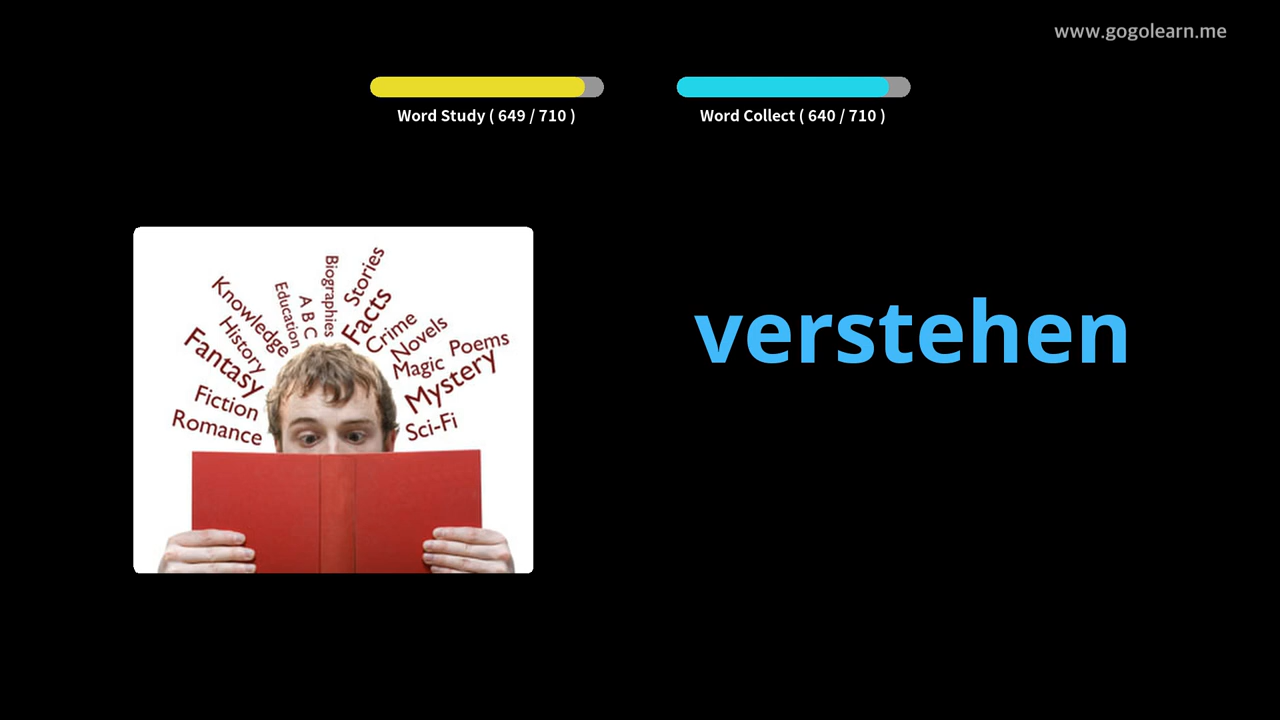 www.gogolearn.me
Word Study ( 649 / 710 )
Word Collect ( 640 / 710 )
Knowledge
Education
A B C
Biographies
Stories
History
Facts
Crime
Novels
Fantasy
Magic
Poems
Mystery
Fiction
Romance
Sci-Fi
verstehen